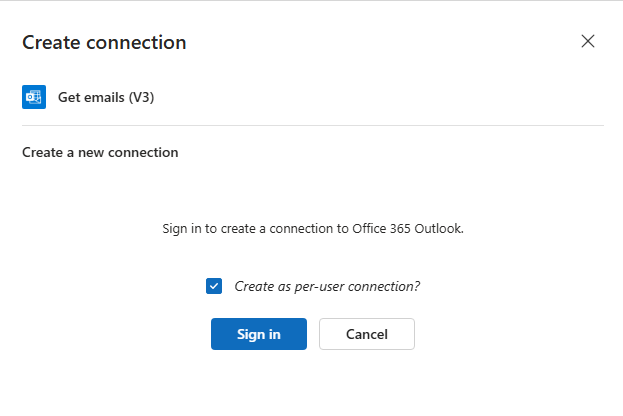 Create connection
Get emails (V3)
Create a new connection
Sign in to create a connection to Office 365 Outlook.
Create as per-user connection?
Sign in
Cancel